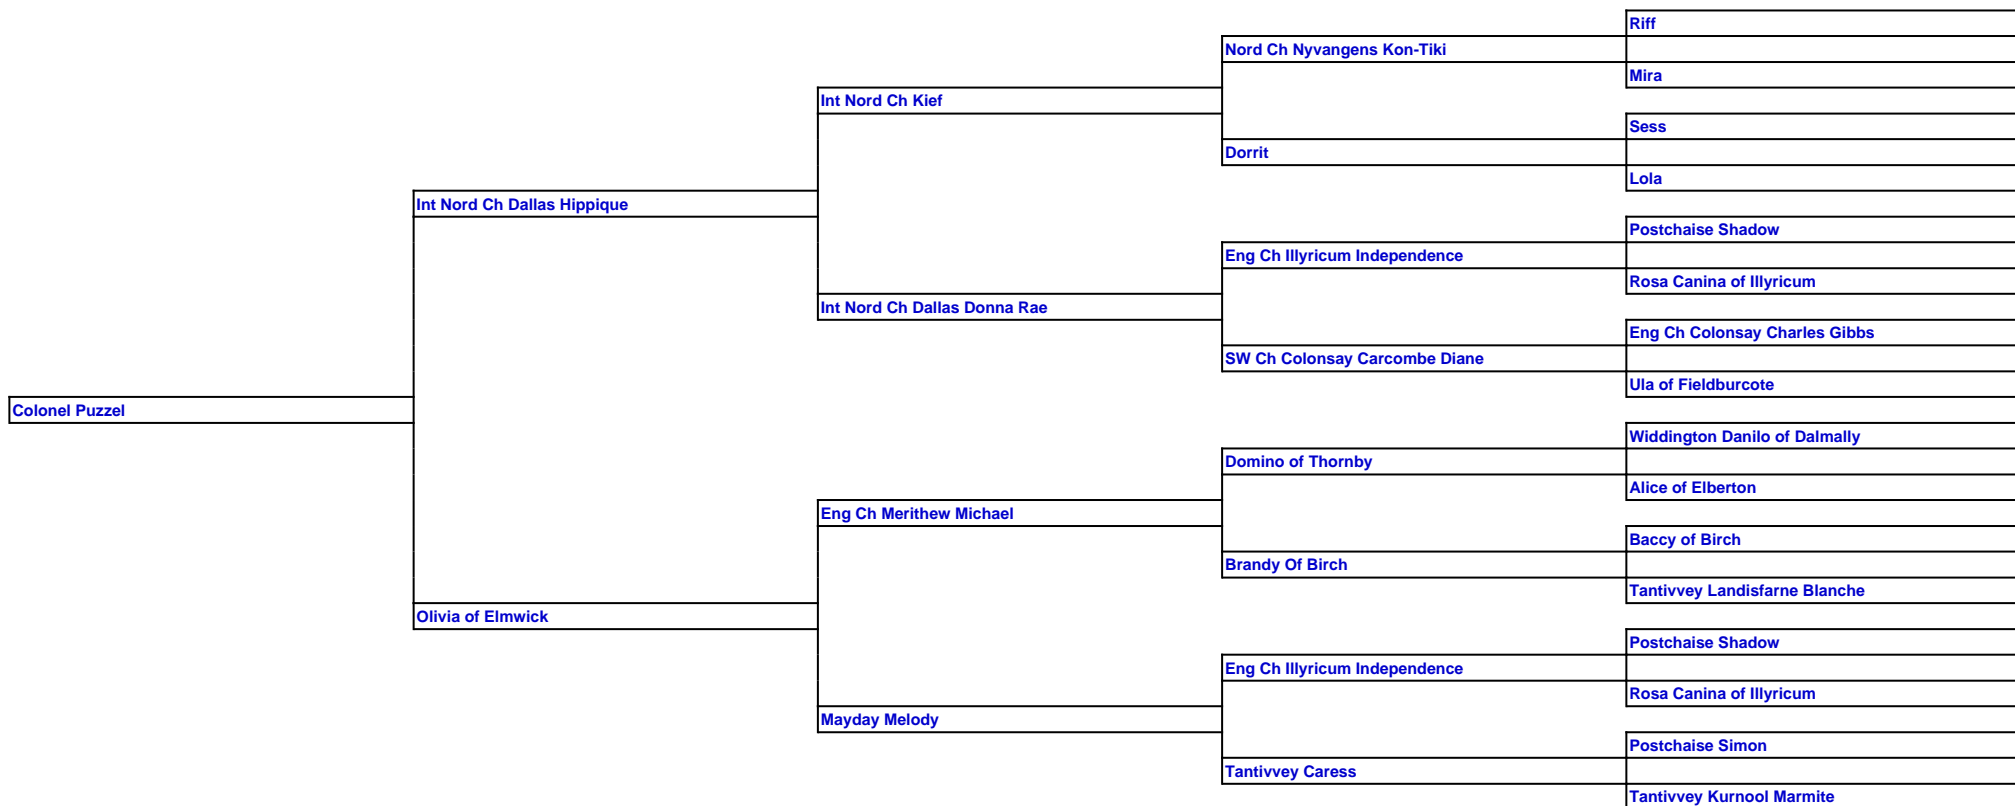 Riff
Nord Ch Nyvangens Kon-Tiki
Mira
Int Nord Ch Kief
Sess
Dorrit
Lola
Int Nord Ch Dallas Hippique
Postchaise Shadow
Eng Ch Illyricum Independence
Rosa Canina of Illyricum
Int Nord Ch Dallas Donna Rae
Eng Ch Colonsay Charles Gibbs
SW Ch Colonsay Carcombe Diane
Ula of Fieldburcote
Colonel Puzzel
Widdington Danilo of Dalmally
Domino of Thornby
Alice of Elberton
Eng Ch Merithew Michael
Baccy of Birch
Brandy Of Birch
Tantivvey Landisfarne Blanche
Olivia of Elmwick
Postchaise Shadow
Eng Ch Illyricum Independence
Rosa Canina of Illyricum
Mayday Melody
Postchaise Simon
Tantivvey Caress
Tantivvey Kurnool Marmite